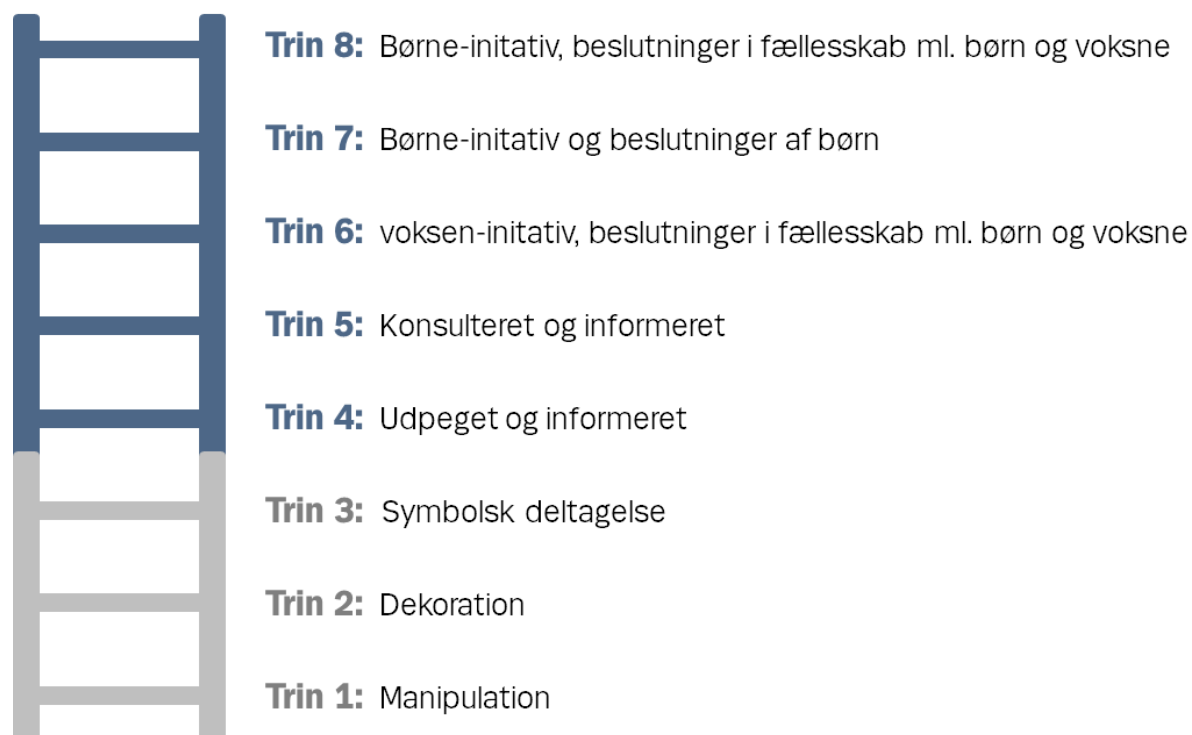 Trin 8: Børne-initativ, beslutninger i fællesskab ml. børn og voksne
Trin 7: Børne-initativ og beslutninger af børn
Trin 6: voksen-initativ, beslutninger i fællesskab ml. børn og voksne
Trin 5: Konsulteret og informeret
Trin 4: Udpeget og informeret
Trin 3: Symbolsk deltagelse
Trin 2: Dekoration
Trin 1: Manipulation